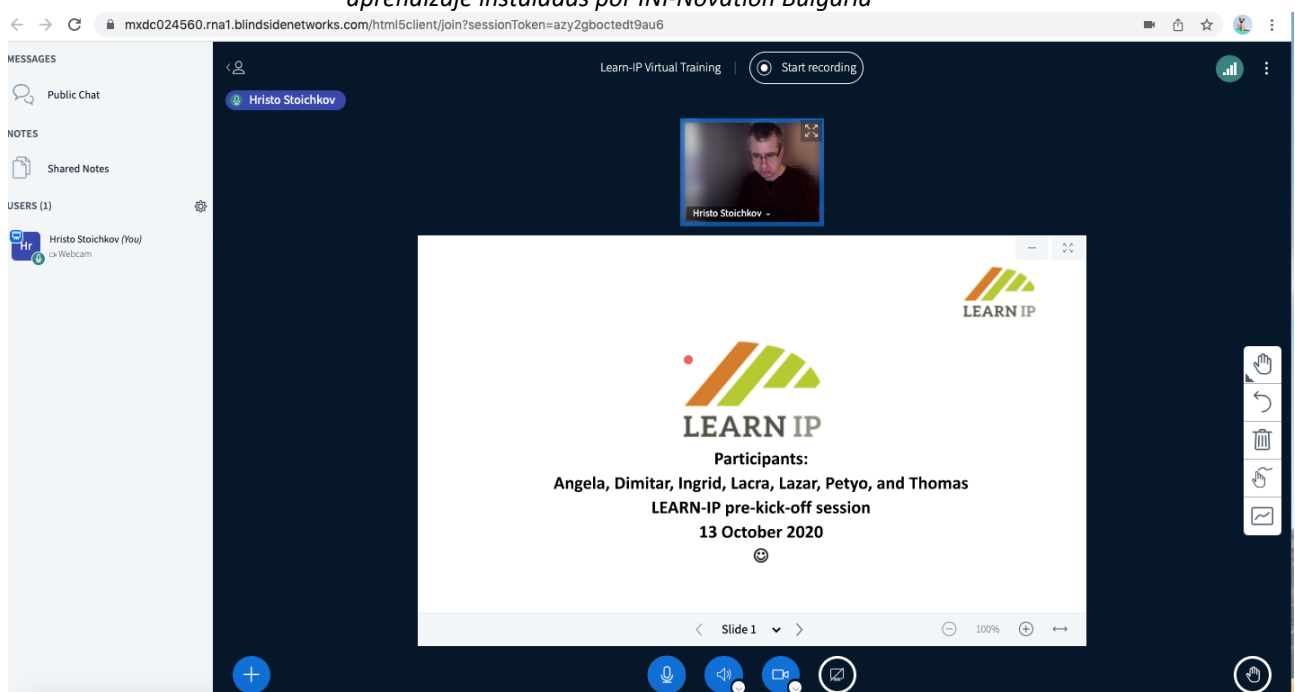 aprendizaje instaladas por INI-Novation Bulgaria
mxdc024560.rna1.blindsidenetworks.com/html5client/join?sessionToken=azy2gboctedt9au6
MESSAGES
Public Chat
NOTES
Shared Notes
USERS (1)
Hr
Hristo Stoichkov (You)
Webcam
Learn-IP Virtual Training
Start recording
Hristo Stoichkov
Hristo Stoichkov
LEARN IP
LEARN IP
Participants:
Angela, Dimitar, Ingrid, Lacra, Lazar, Petyo, and Thomas
LEARN-IP pre-kick-off session
13 October 2020
Slide 1
100%